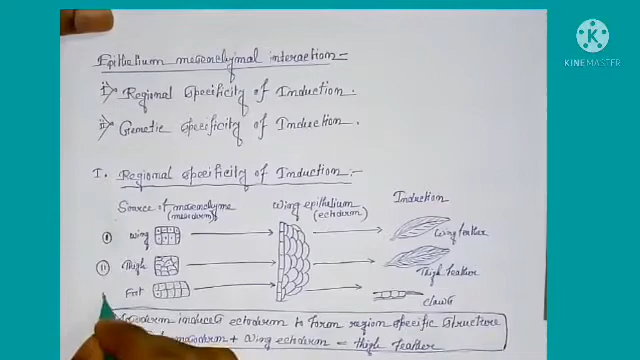 KINEMASTER
Epithelium mesenchymal interaction:-
i) Regional Specificity of Induction.
ii) Genetic Specificity of Induction.
I. Regional specificity of Induction:-
Source of mesenchyme (mesoderm)
wing epithelium (ectoderm)
Induction
(i) wing
wing feather
(ii) Thigh
Thigh feather
Foot
claws
mesoderm induces ectoderm to form region specific structure
mesoderm + wing ectoderm = thigh feather